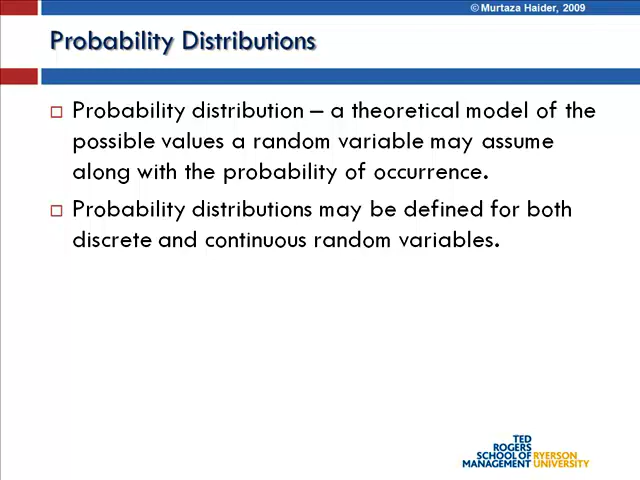 © Murtaza Haider, 2009
Probability Distributions
Probability distribution – a theoretical model of the
possible values a random variable may assume
along with the probability of occurrence.
Probability distributions may be defined for both
discrete and continuous random variables.
TED
ROGERS
SCHOOL OF RYERSON
MANAGEMENT UNIVERSITY